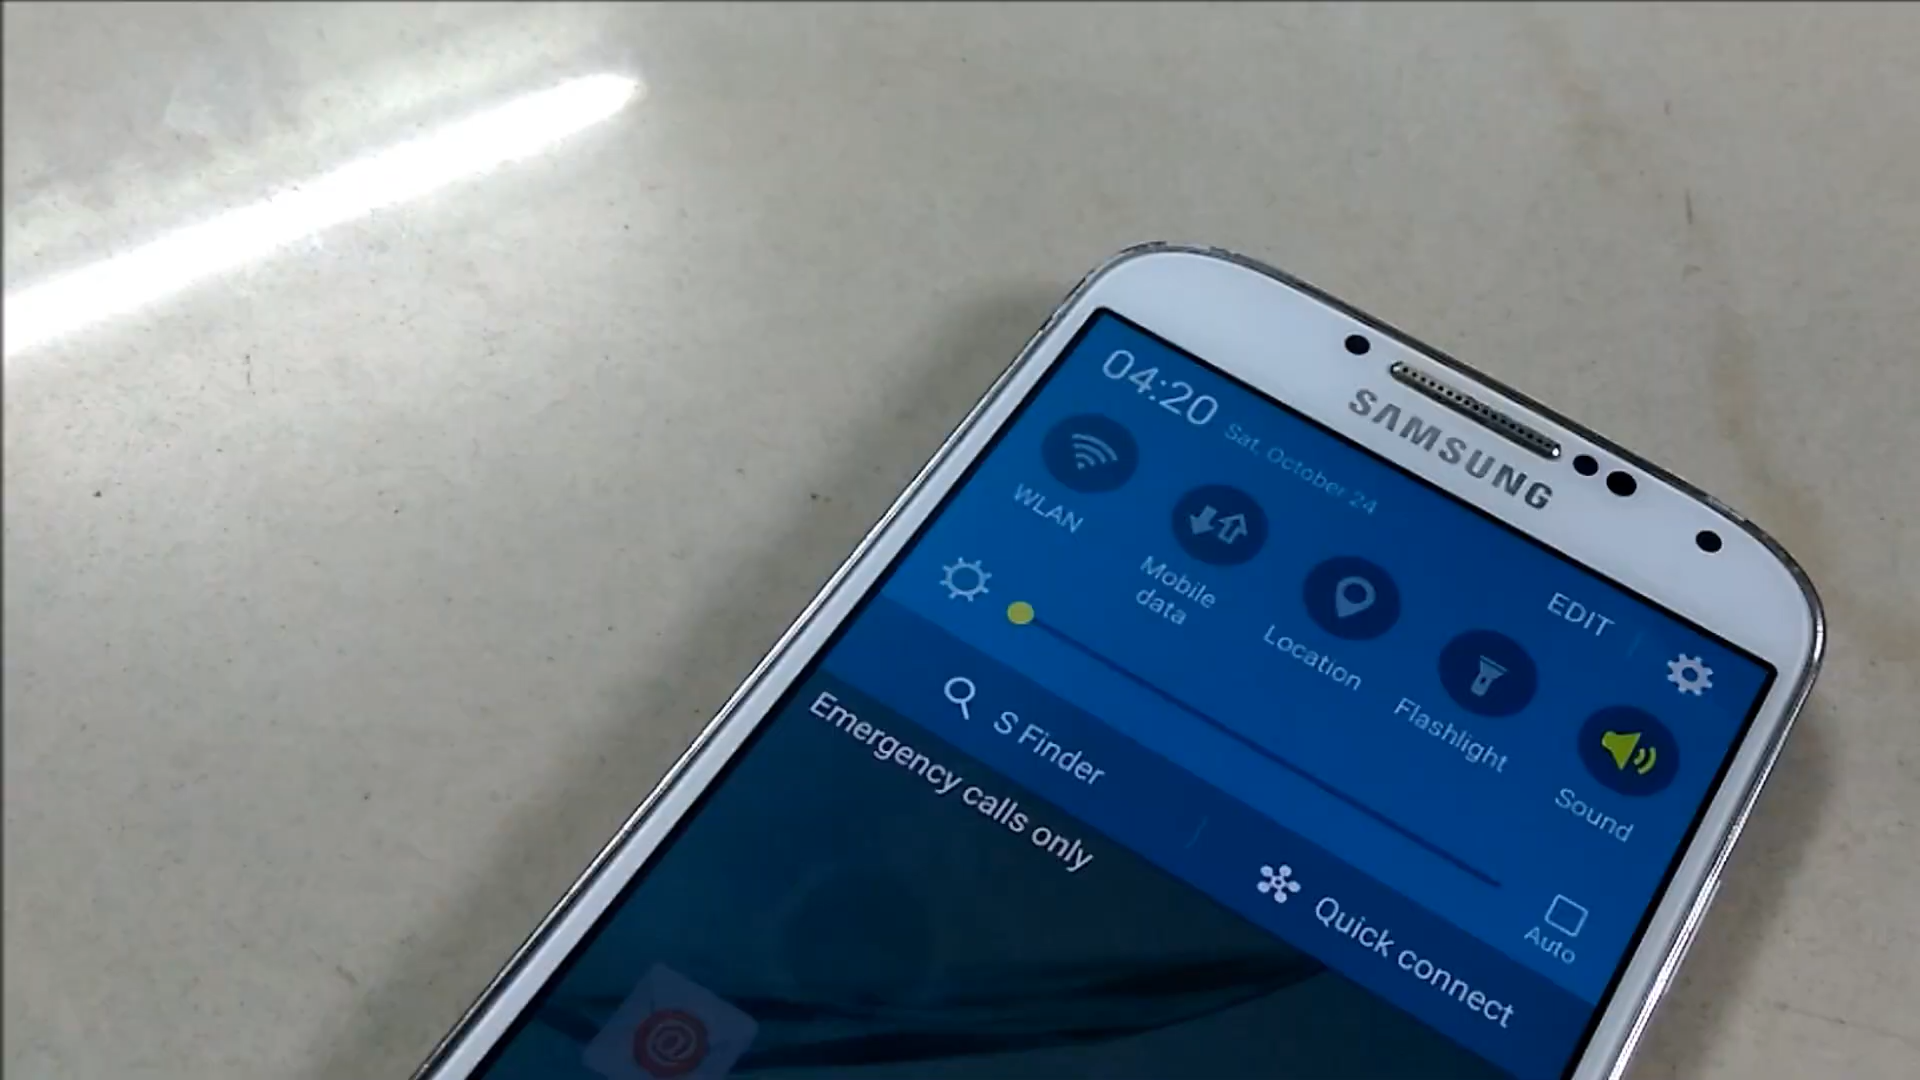 SAMSUNG
04:20 Sat, October 24
EDIT
WLAN
Mobile
data
Location
Flashlight
Sound
Auto
S Finder
Quick connect
Emergency calls only
@